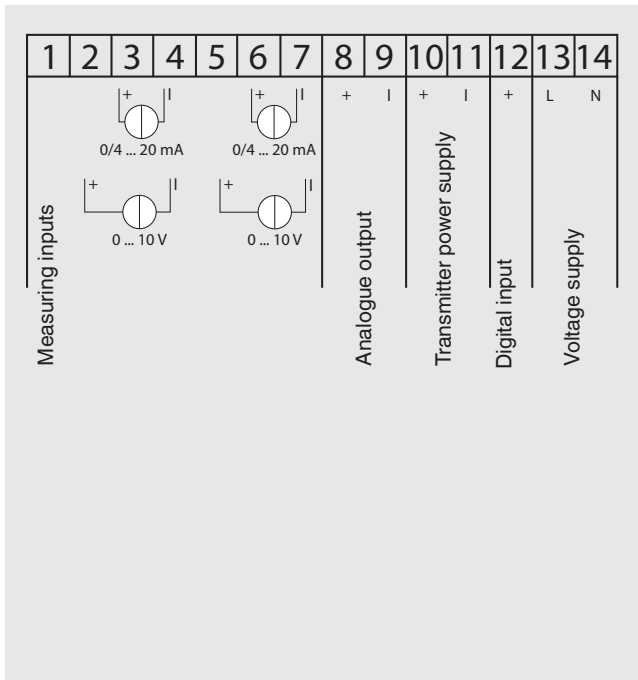 1 2 3 4 5 6 7 8 9 10 11 12 13 14
+ I + I + I + I + L N
0/4 ... 20 mA 0/4 ... 20 mA
+ I + I
0 ... 10 V 0 ... 10 V
Measuring inputs
Analogue output
Transmitter power supply
Digital input
Voltage supply